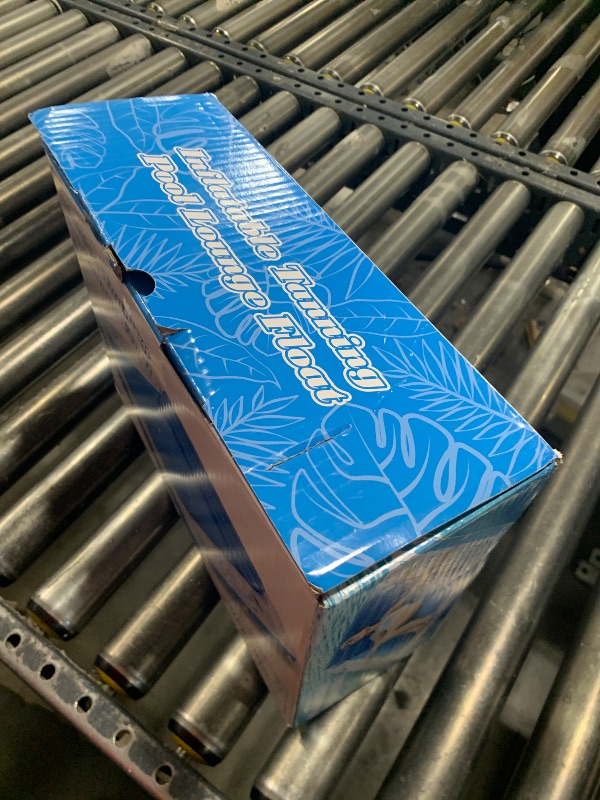 Inflatable Tanning
Pool Lounge Float